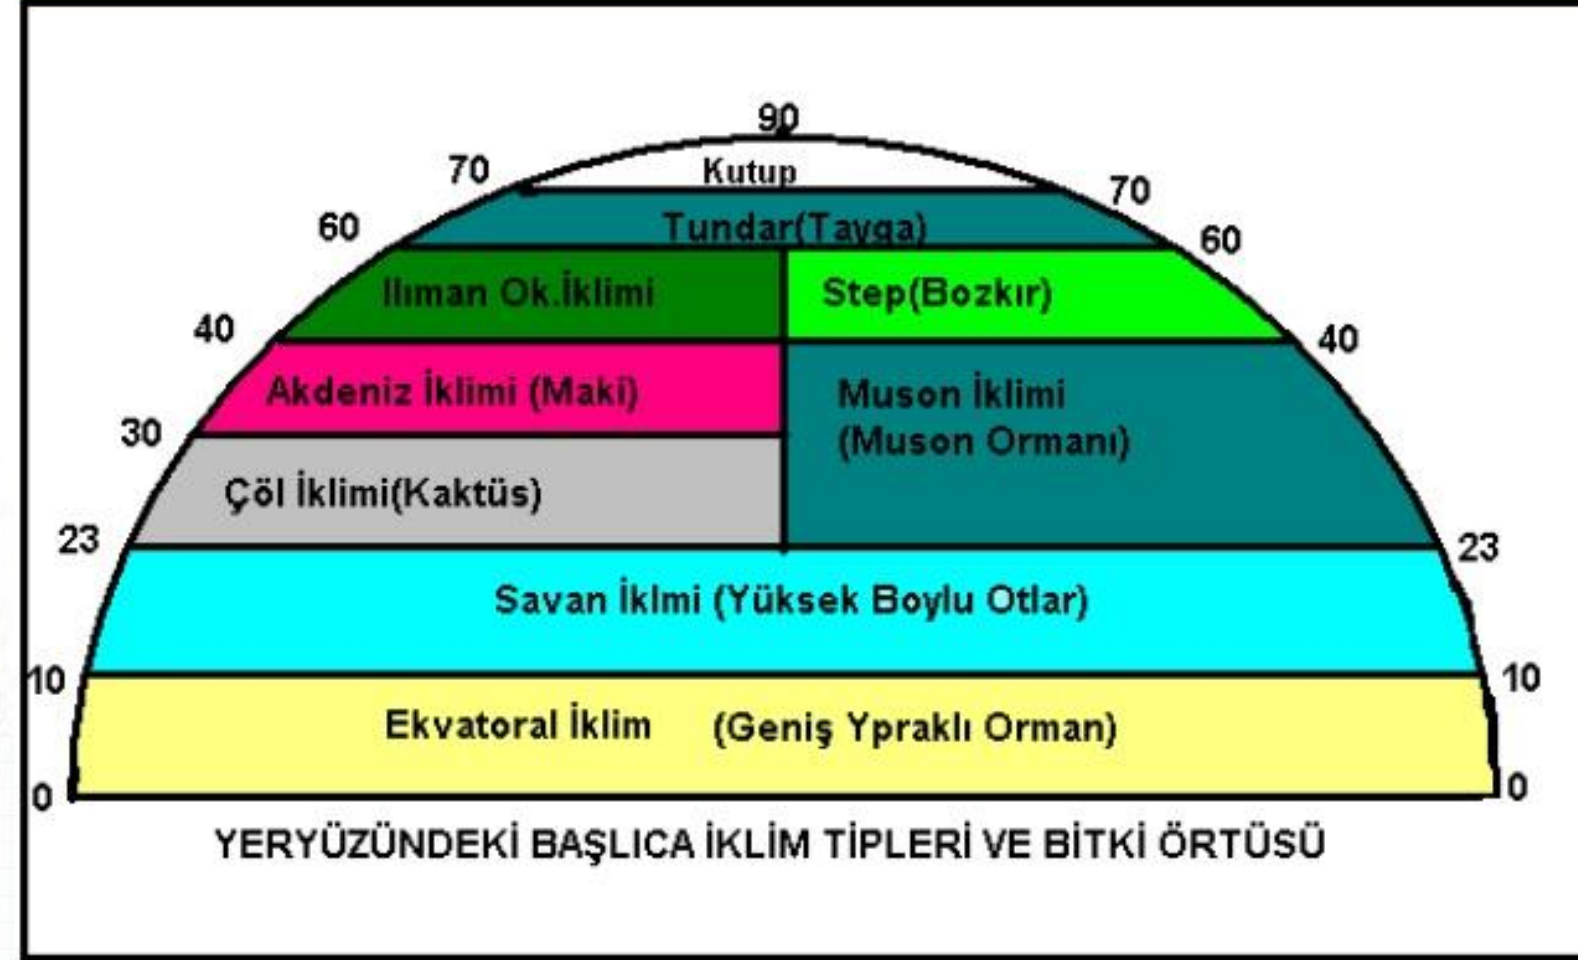 90
70
Kutup
70
60
Tundar(Tayga)
60
Ilıman Ok.İklimi
Step(Bozkır)
40
40
Akdeniz İklimi (Maki)
Muson İklimi
(Muson Ormanı)
30
Çöl İklimi(Kaktüs)
23
23
Savan İklmi (Yüksek Boylu Otlar)
10
10
Ekvatoral İklim (Geniş Ypraklı Orman)
0
0
YERYÜZÜNDEKİ BAŞLICA İKLİM TİPLERİ VE BİTKİ ÖRTÜSÜ